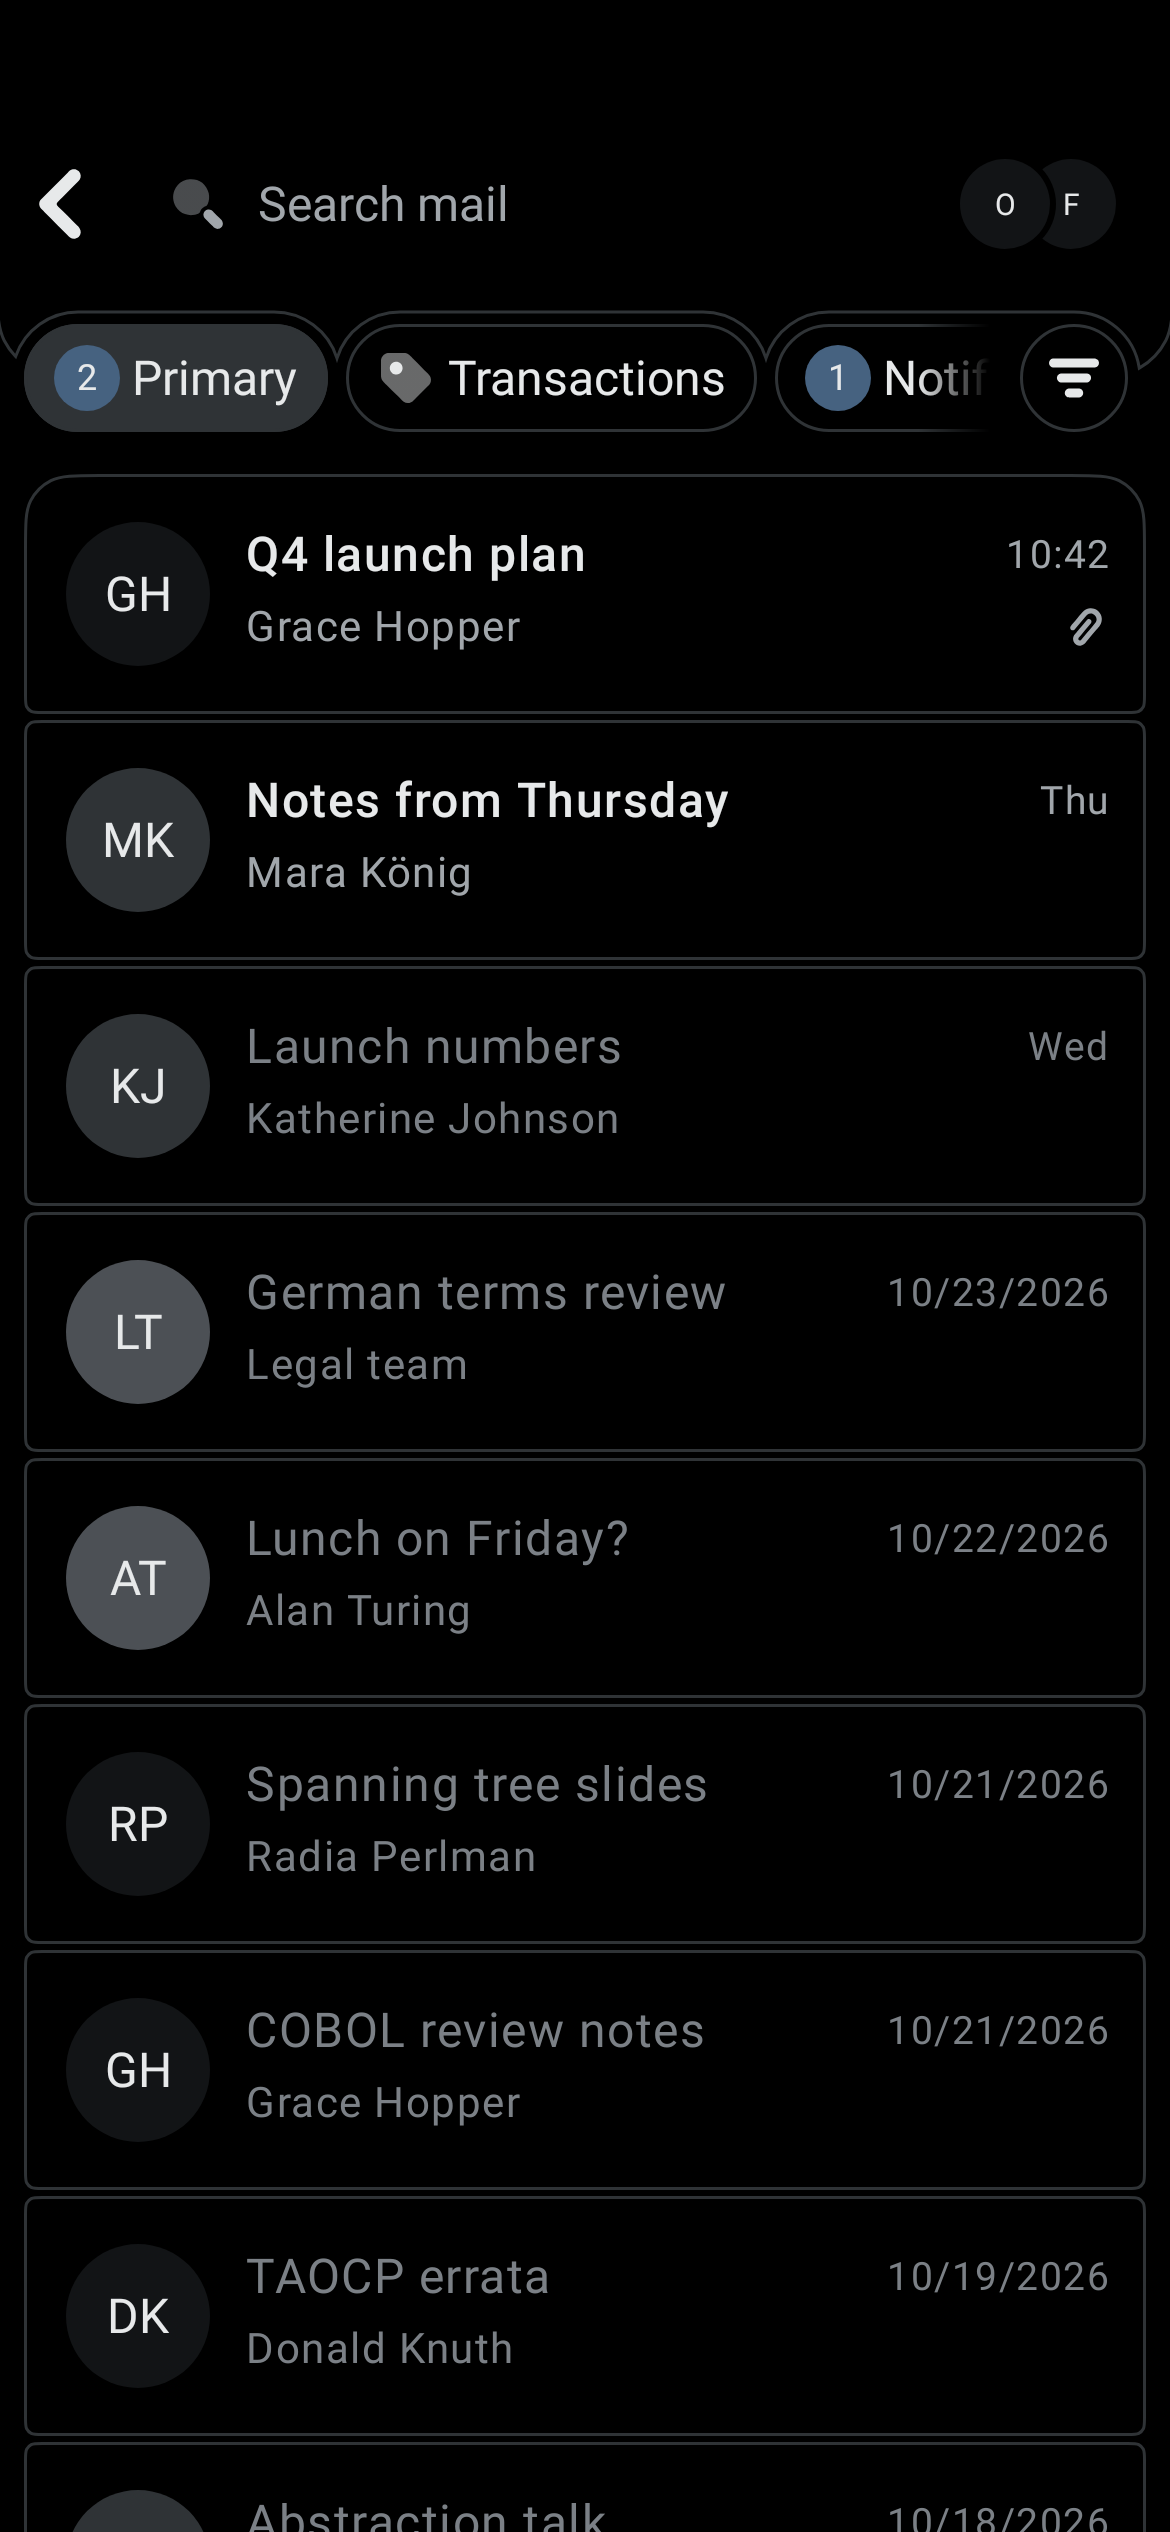 Search mail
O F
2 Primary Transactions 1 Notif
GH Q4 launch plan 10:42
Grace Hopper
MK Notes from Thursday Thu
Mara König
KJ Launch numbers Wed
Katherine Johnson
LT German terms review 10/23/2026
Legal team
AT Lunch on Friday? 10/22/2026
Alan Turing
RP Spanning tree slides 10/21/2026
Radia Perlman
GH COBOL review notes 10/21/2026
Grace Hopper
DK TAOCP errata 10/19/2026
Donald Knuth
Abstraction talk 10/18/2026